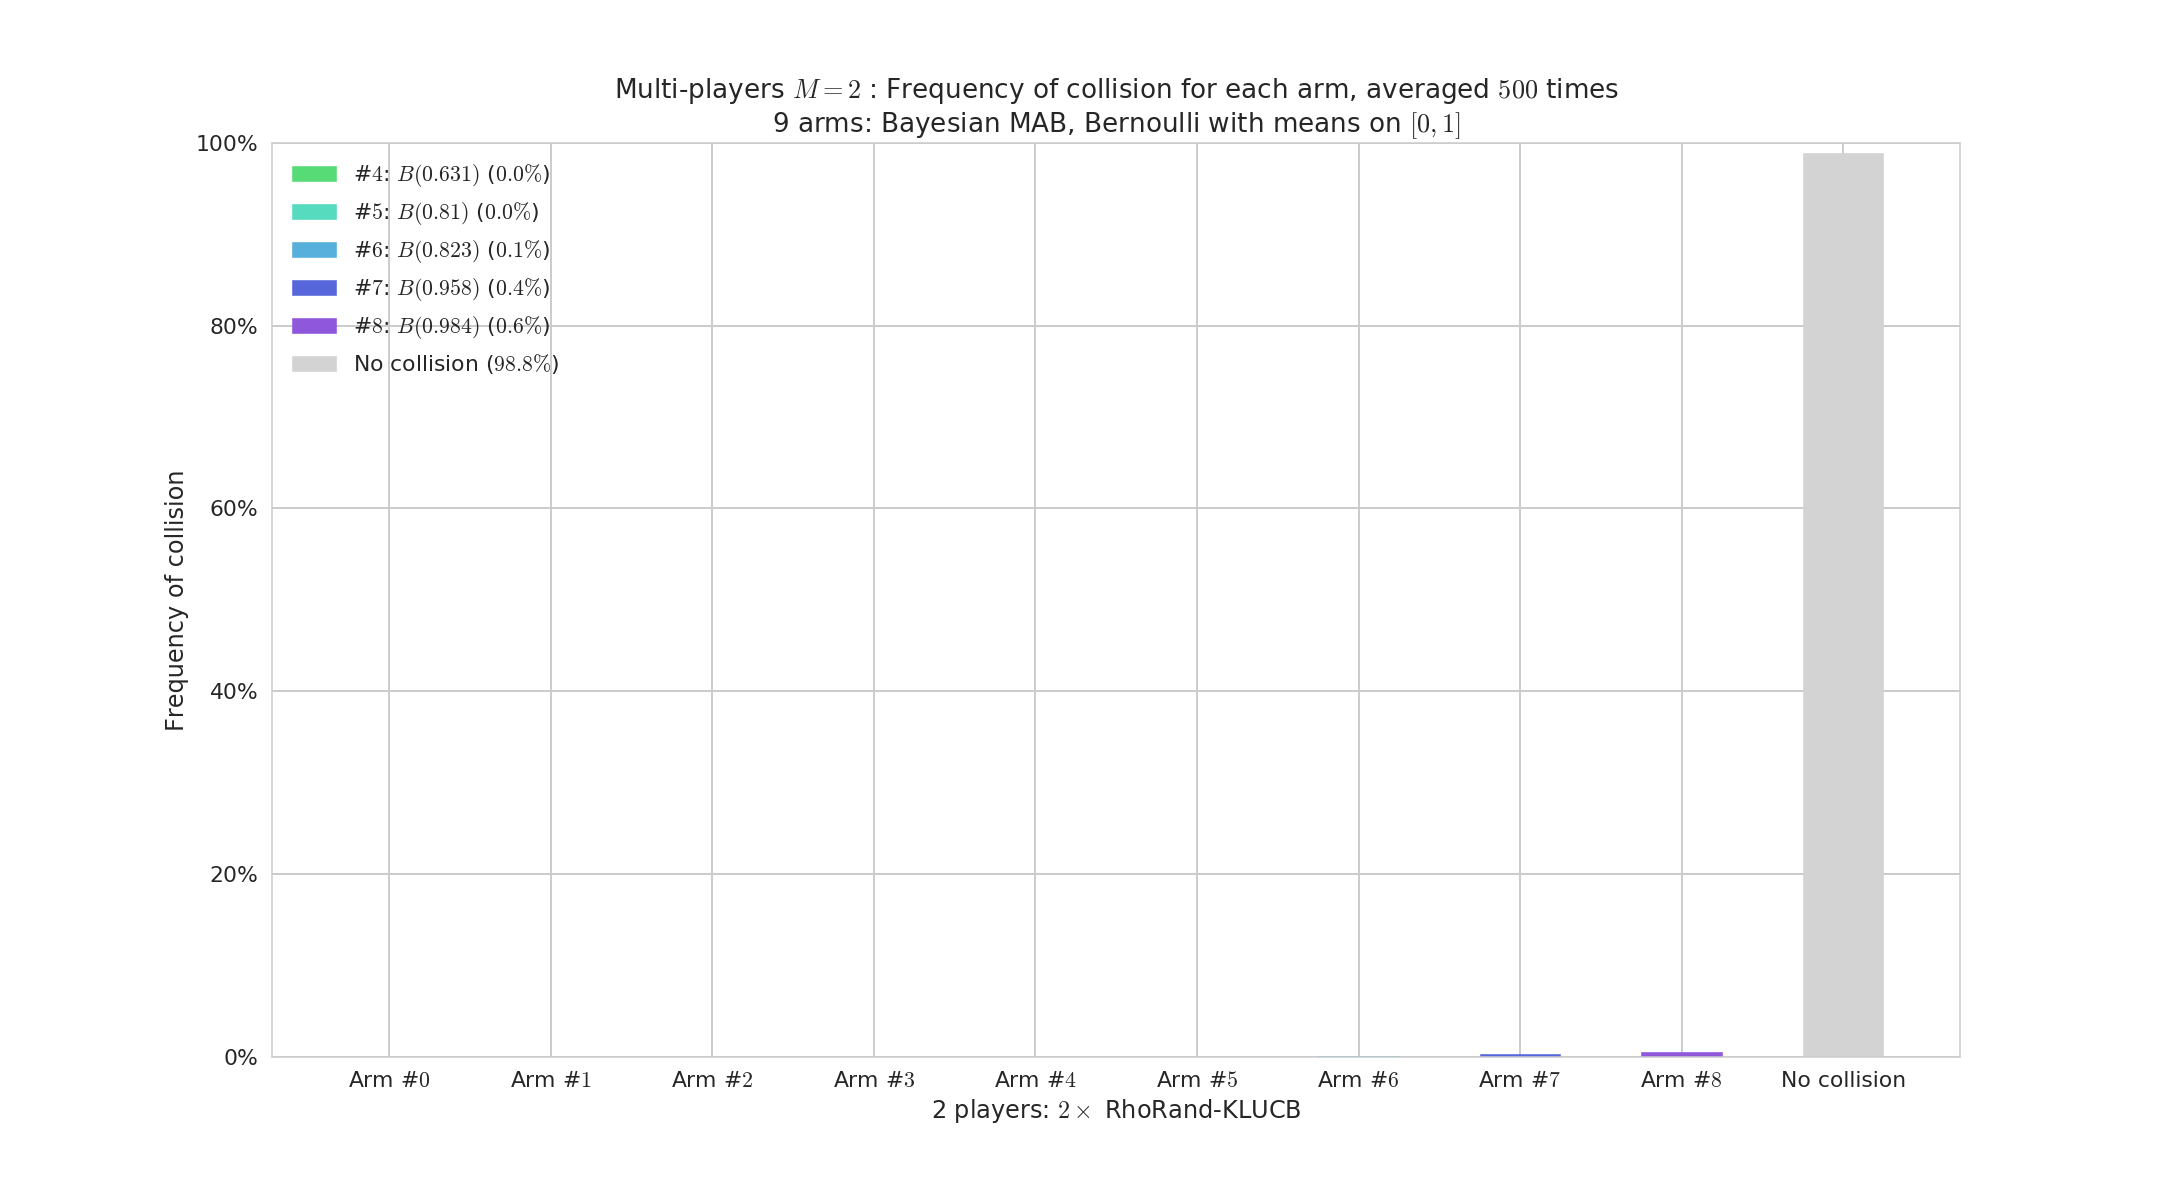 Multi-players M = 2 : Frequency of collision for each arm, averaged 500 times
9 arms: Bayesian MAB, Bernoulli with means on [0, 1]
100%
80%
60%
40%
20%
0%
Frequency of collision
#4: B(0.631) (0.0%)
#5: B(0.81) (0.0%)
#6: B(0.823) (0.1%)
#7: B(0.958) (0.4%)
#8: B(0.984) (0.6%)
No collision (98.8%)
Arm #0 Arm #1 Arm #2 Arm #3 Arm #4 Arm #5 Arm #6 Arm #7 Arm #8 No collision
2 players: 2 × RhoRand-KLUCB